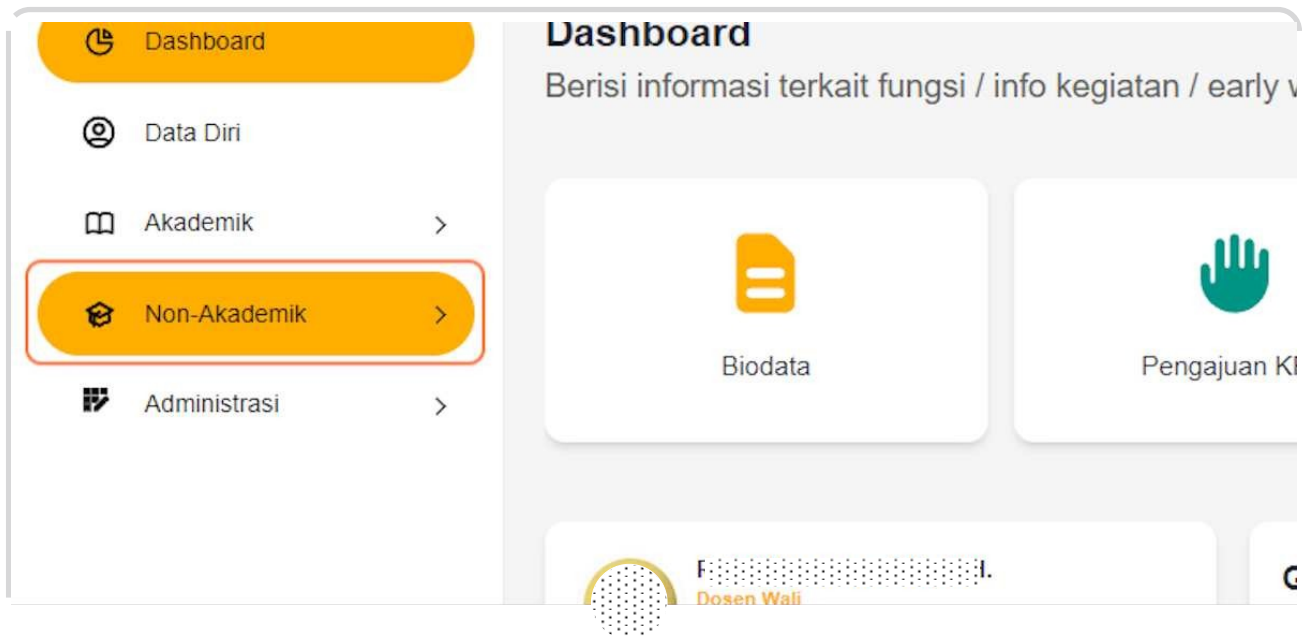 Dashboard
Data Diri
Akademik
Non-Akademik
Administrasi
Dashboard
Berisi informasi terkait fungsi / info kegiatan / early
Biodata
Pengajuan
Dosen Wali